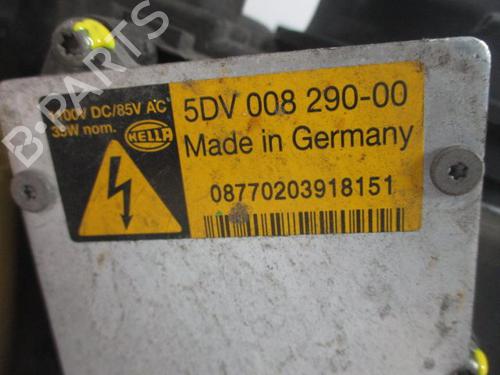 100V DC/85V AC
35W nom.
HELLA
5DV 008 290-00
Made in Germany
08770203918151
B-PARTS